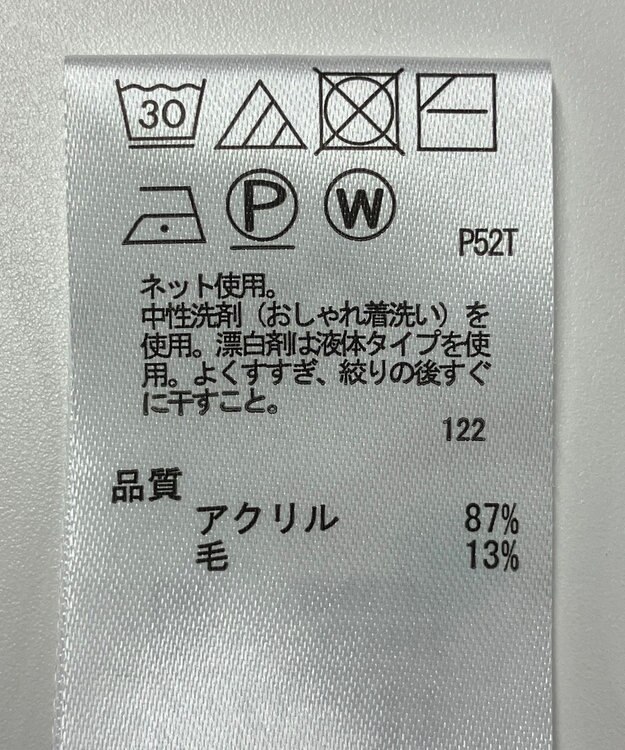 30
P W
P52T
ネット使用。
中性洗剤（おしゃれ着洗い）を
使用。漂白剤は液体タイプを使
用。よくすすぎ、絞りの後すぐ
に干すこと。
122
品質
アクリル 87%
毛 13%